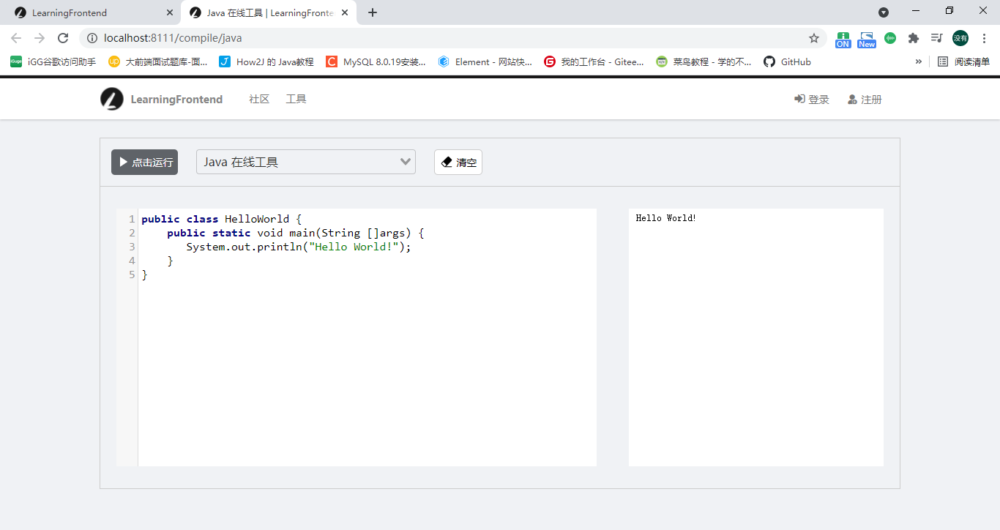 LearningFrontend
Java 在线工具 | LearningFronte
localhost:8111/compile/java
ON
New
没有
iGG谷歌访问助手
大前端面试题库-面...
How2J 的 Java教程
MySQL 8.0.19安装...
Element - 网站快...
我的工作台 - Gitee...
菜鸟教程 - 学的不...
GitHub
»
阅读清单
LearningFrontend
社区
工具
登录
注册
点击运行
Java 在线工具
清空
1 public class HelloWorld {
2 public static void main(String []args) {
3 System.out.println("Hello World!");
4 }
5 }
Hello World!